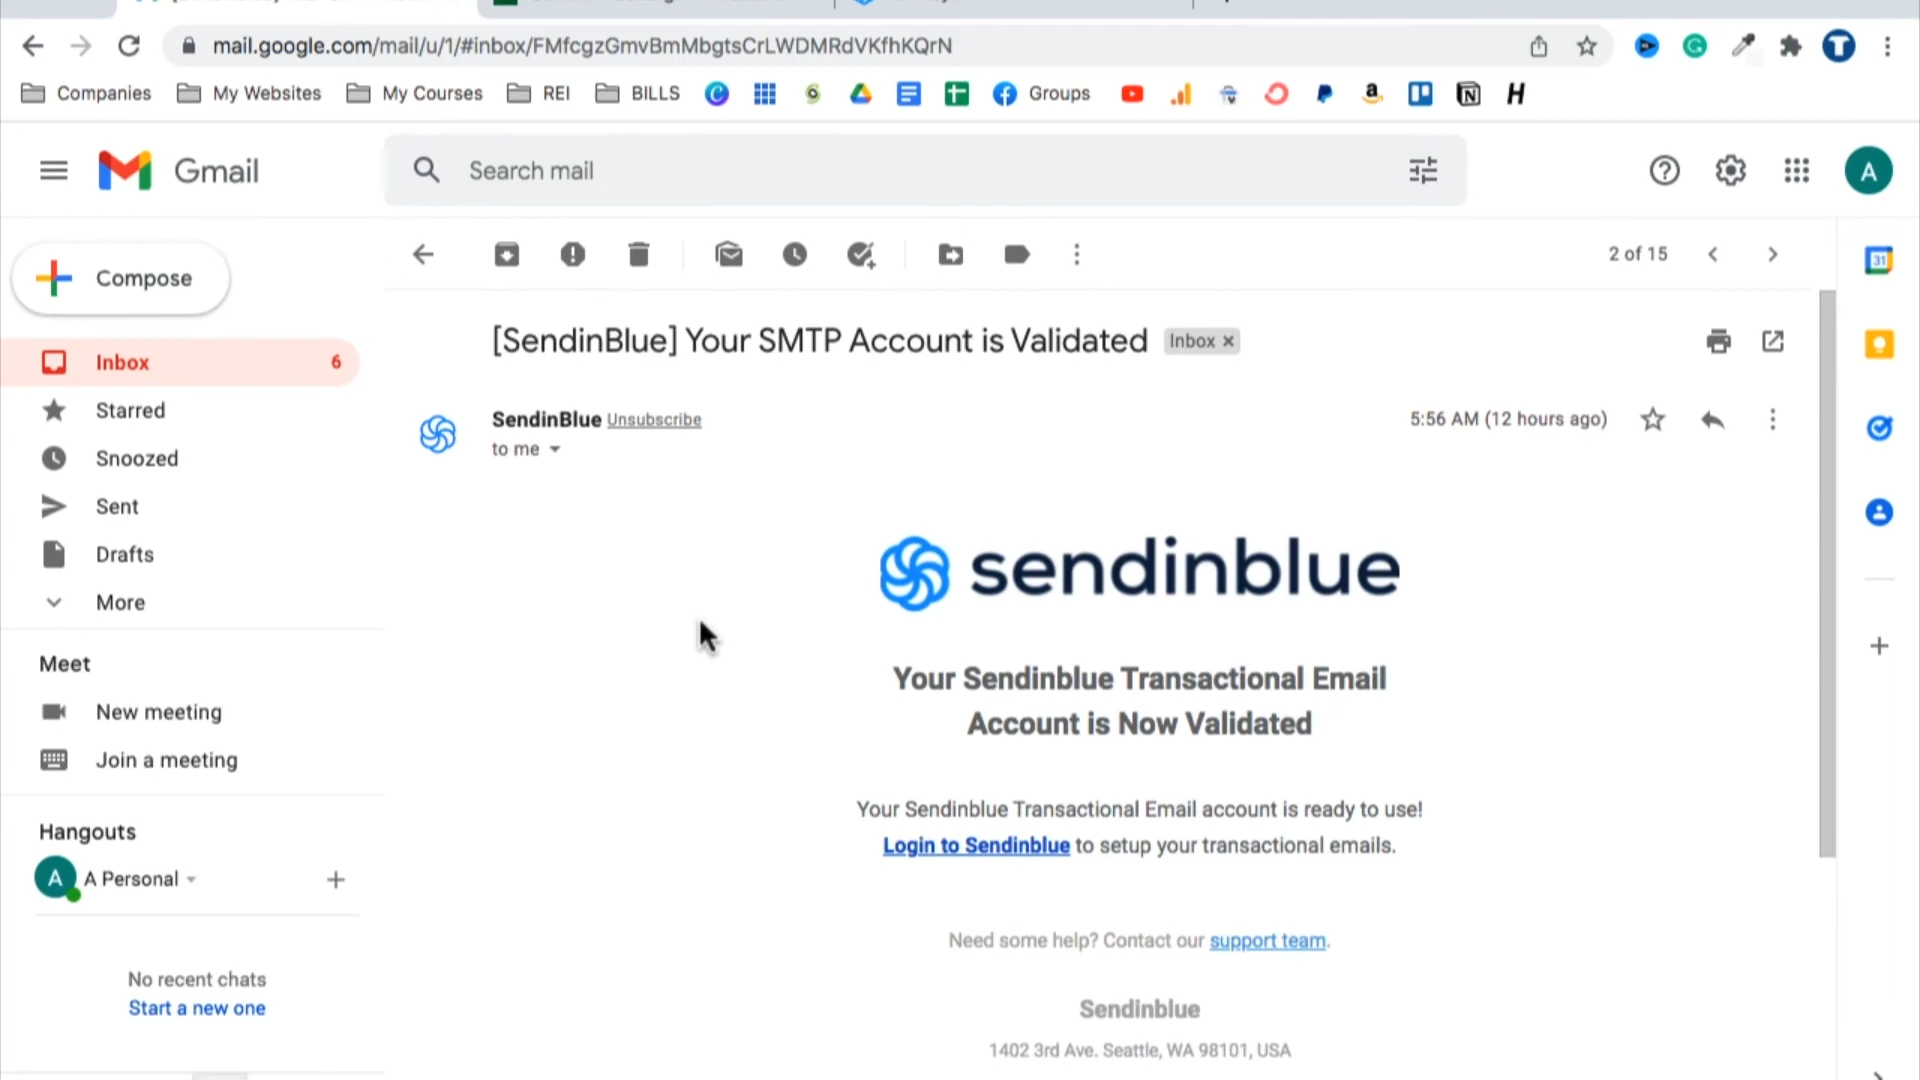 mail.google.com/mail/u/1/#inbox/FMfcgzGmvBmMbgtsCrLWDMRdVKfhKQrN
T
Companies My Websites My Courses REI BILLS Groups
Gmail Search mail A
2 of 15
Compose
[SendinBlue] Your SMTP Account is Validated Inbox ×
Inbox 6
Starred
SendinBlue Unsubscribe 5:56 AM (12 hours ago)
to me
Snoozed
Sent
Drafts
More
sendinblue
Meet
New meeting
Join a meeting
Your Sendinblue Transactional Email
Account is Now Validated
Your Sendinblue Transactional Email account is ready to use!
Login to Sendinblue to setup your transactional emails.
Hangouts
A A Personal
Need some help? Contact our support team.
No recent chats
Start a new one
Sendinblue
1402 3rd Ave. Seattle, WA 98101, USA